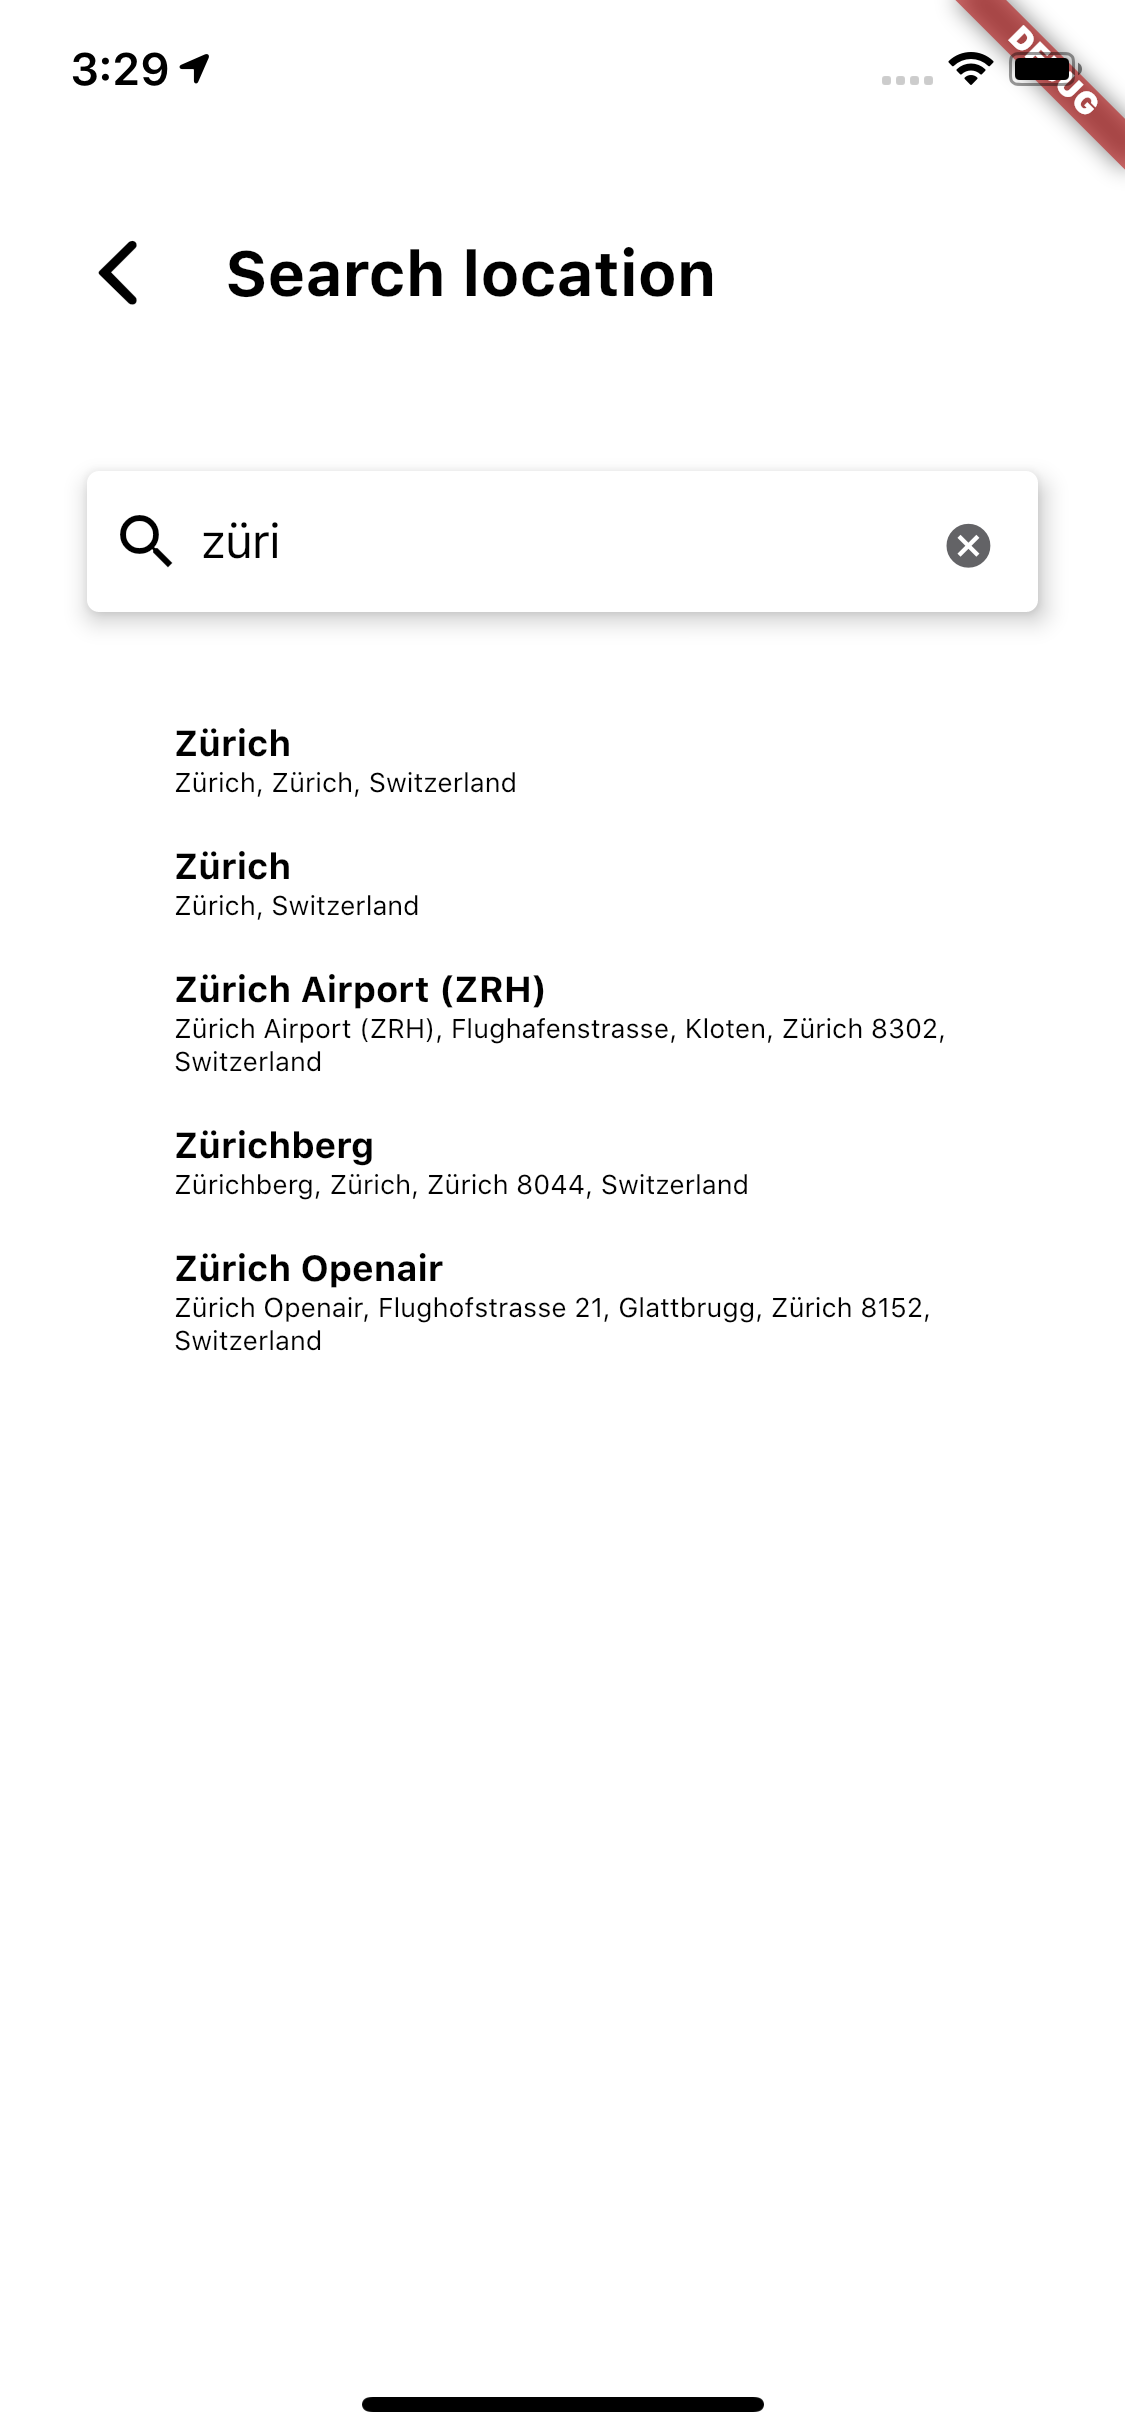 3:29
DEBUG
Search location
züri
Zürich
Zürich, Zürich, Switzerland
Zürich
Zürich, Switzerland
Zürich Airport (ZRH)
Zürich Airport (ZRH), Flughafenstrasse, Kloten, Zürich 8302,
Switzerland
Zürichberg
Zürichberg, Zürich, Zürich 8044, Switzerland
Zürich Openair
Zürich Openair, Flughofstrasse 21, Glattbrugg, Zürich 8152,
Switzerland